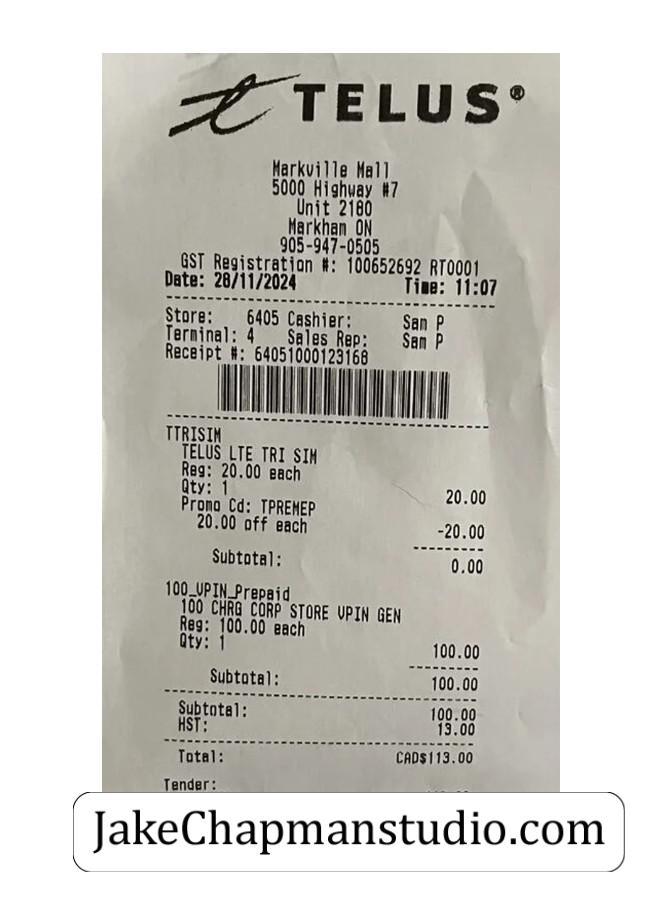 TELUS®
Markville Mall
5000 Highway #7
Unit 2180
Markham ON
905-947-0505
GST Registration #: 100652692 RT0001
Date: 28/11/2024 Time: 11:07
Store: 6405 Cashier: Sam P
Terminal: 4 Sales Rep: Sam P
Receipt #: 64051000123168
TTRISIM
TELUS LTE TRI SIM
Reg: 20.00 each
Qty: 1 20.00
Promo Cd: TPREMEP
20.00 off each -20.00
Subtotal: 0.00
100_VPIN_Prepaid
100 CHRG CORP STORE VPIN GEN
Reg: 100.00 each
Qty: 1 100.00
Subtotal: 100.00
Subtotal: 100.00
HST: 13.00
Total: CAD$113.00
Tender:
JakeChapmanstudio.com